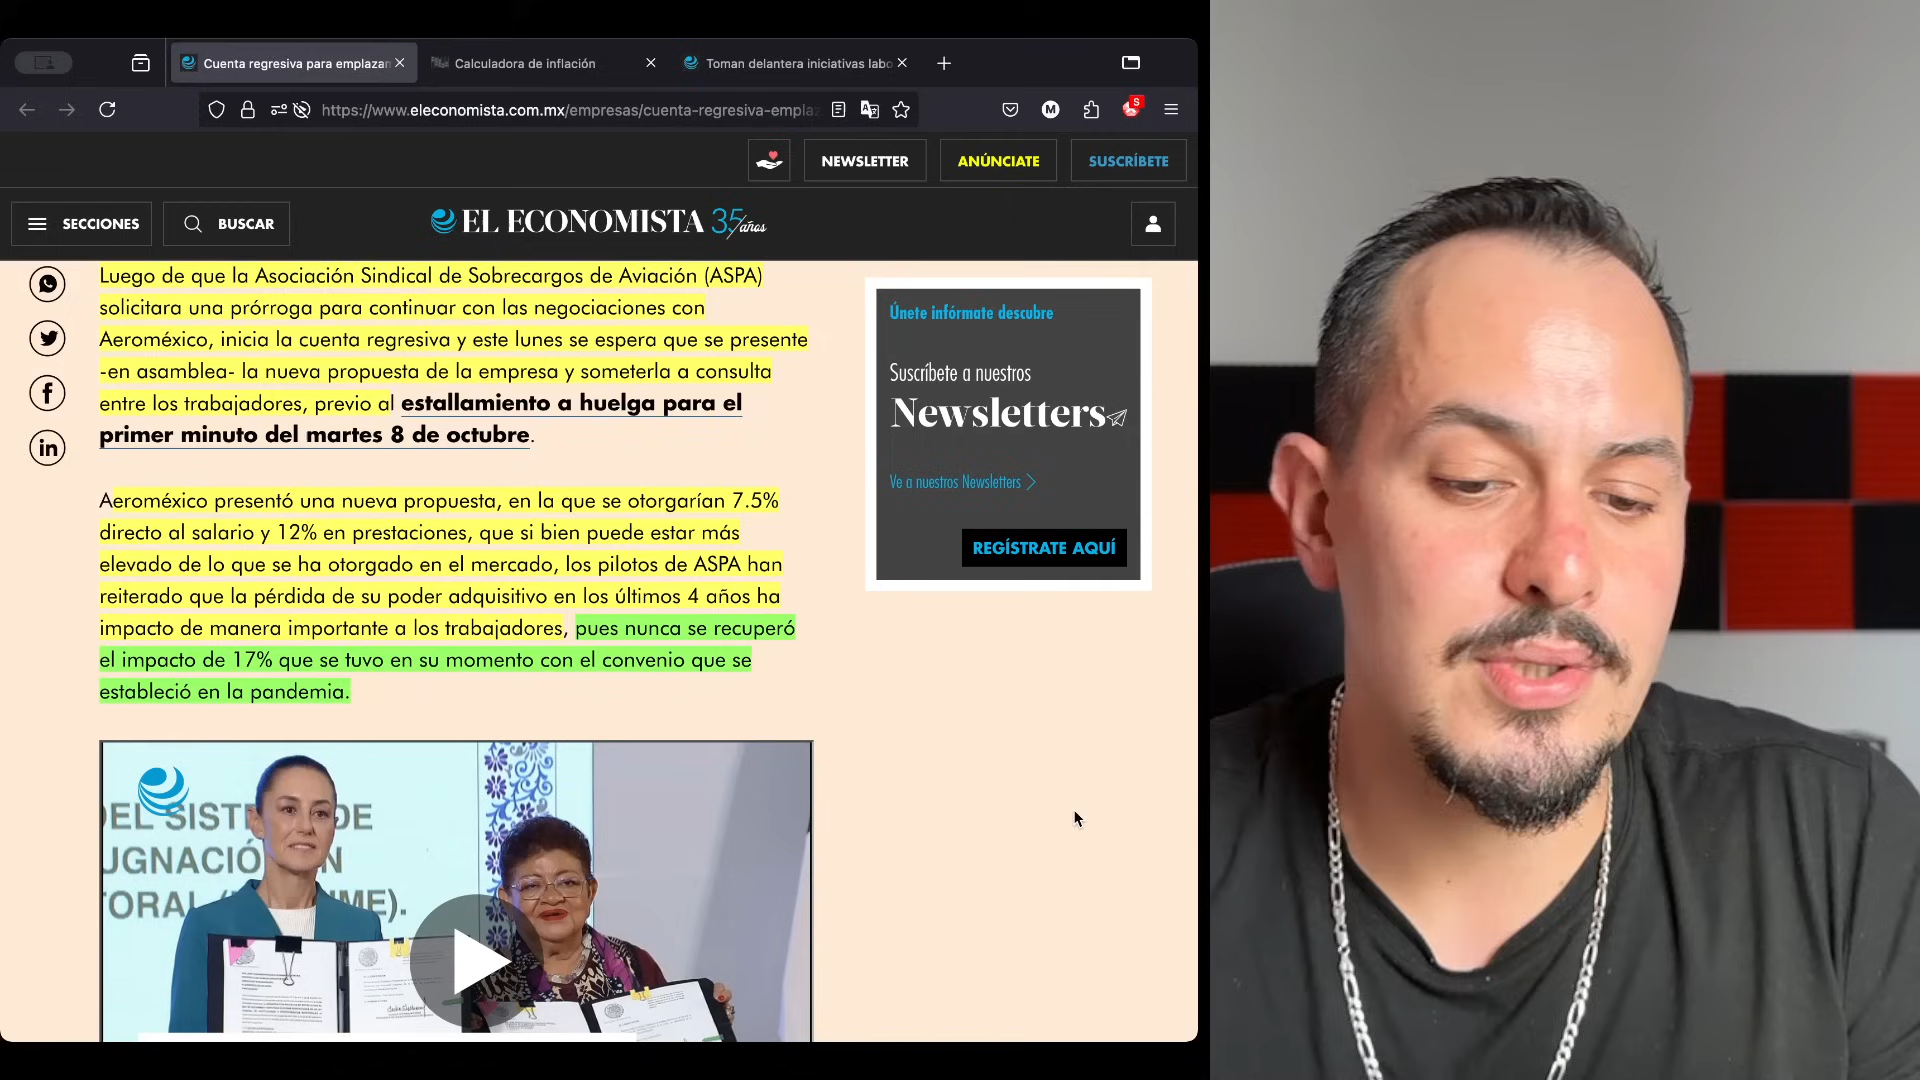 Cuenta regresiva para emplazan
Calculadora de inflación
Toman delantera iniciativas labo
https://www.eleconomista.com.mx/empresas/cuenta-regresiva-emplaz
M
S
NEWSLETTER
ANÚNCIATE
SUSCRÍBETE
SECCIONES
BUSCAR
EL ECONOMISTA 35 años
Luego de que la Asociación Sindical de Sobrecargos de Aviación (ASPA)
solicitara una prórroga para continuar con las negociaciones con
Aeroméxico, inicia la cuenta regresiva y este lunes se espera que se presente
-en asamblea- la nueva propuesta de la empresa y someterla a consulta
entre los trabajadores, previo al estallamiento a huelga para el
primer minuto del martes 8 de octubre.
Aeroméxico presentó una nueva propuesta, en la que se otorgarían 7.5%
directo al salario y 12% en prestaciones, que si bien puede estar más
elevado de lo que se ha otorgado en el mercado, los pilotos de ASPA han
reiterado que la pérdida de su poder adquisitivo en los últimos 4 años ha
impacto de manera importante a los trabajadores, pues nunca se recuperó
el impacto de 17% que se tuvo en su momento con el convenio que se
estableció en la pandemia.
Únete infórmate descubre
Suscríbete a nuestros
Newsletters
Ve a nuestros Newsletters
REGÍSTRATE AQUÍ
DEL SISTE DE
UGNACIÓ N
TORAL ( ME).